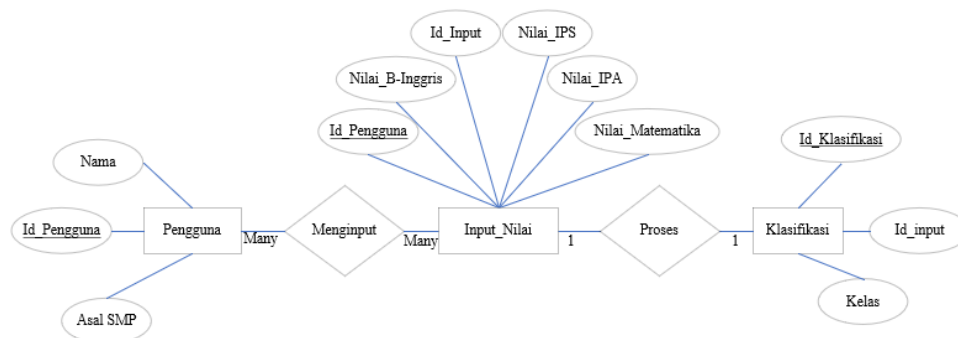 Id_Input
Nilai_IPS
Nilai_B-Inggris
Nilai_IPA
Id_Pengguna
Nilai_Matematika
Nama
Id_Klasifikasi
Id_Pengguna
Pengguna
Many
Menginput
Many
Input_Nilai
1
Proses
1
Klasifikasi
Id_input
Asal SMP
Kelas